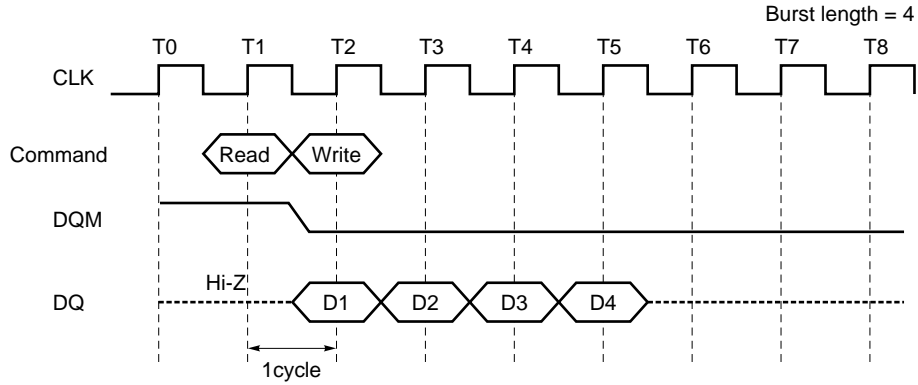 Burst length = 4
T0 T1 T2 T3 T4 T5 T6 T7 T8
CLK
Command Read Write
DQM
Hi-Z
DQ D1 D2 D3 D4
1cycle